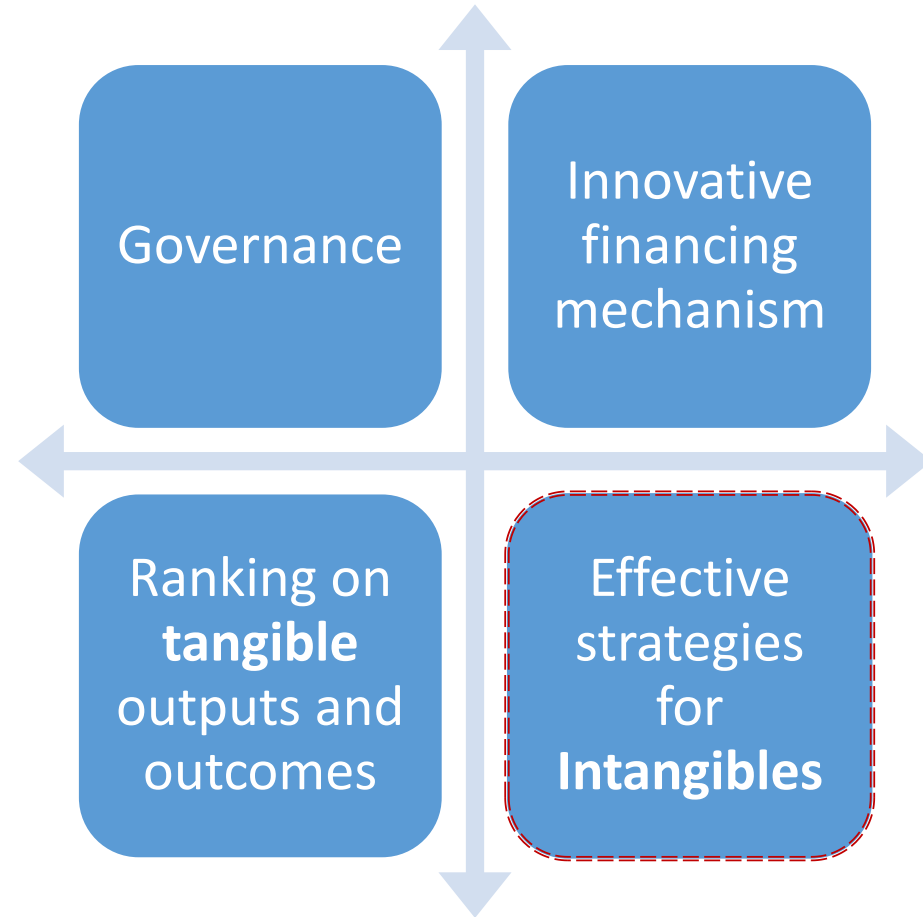 Governance
Innovative
financing
mechanism
Ranking on
tangible
outputs and
outcomes
Effective
strategies
for
Intangibles